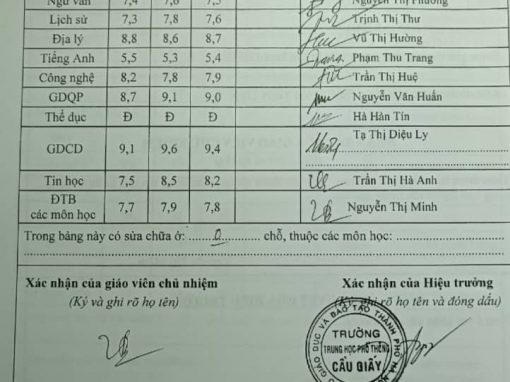 Ngữ văn 7,4 7,6 7,5 Nguyễn Thị Phương
Lịch sử 7,3 7,8 7,6 Trịnh Thị Thư
Địa lý 8,8 8,6 8,7 Vũ Thị Hường
Tiếng Anh 5,5 5,3 5,4 Phạm Thu Trang
Công nghệ 8,2 7,8 7,9 Trần Thị Huệ
GDQP 8,7 9,1 9,0 Nguyễn Văn Huấn
Thể dục Đ Đ Đ Hà Hàn Tín
GDCD 9,1 9,6 9,4 Tạ Thị Diệu Ly
Tin học 7,5 8,5 8,2 Trần Thị Hà Anh
ĐTB
các môn học 7,7 7,9 7,8 Nguyễn Thị Minh
Trong bảng này có sửa chữa ở: ........0........ chỗ, thuộc các môn học:
Xác nhận của giáo viên chủ nhiệm
(Ký và ghi rõ họ tên)
Xác nhận của Hiệu trưởng
(Ký, ghi rõ họ tên và đóng dấu)
GIÁO DỤC VÀ ĐÀO TẠO THÀNH PHỐ
TRƯỜNG
TRUNG HỌC PHỔ THÔNG
CẦU GIẤY